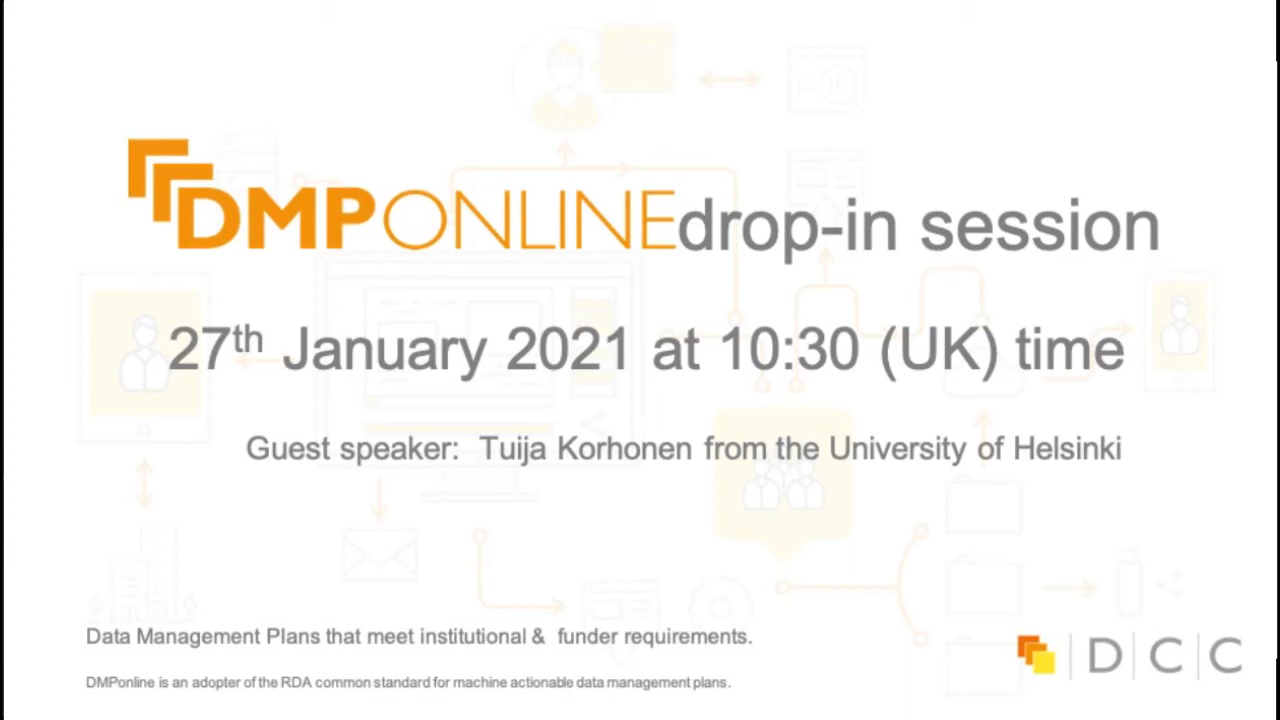 DMPONLINE drop-in session
27th January 2021 at 10:30 (UK) time
Guest speaker: Tuija Korhonen from the University of Helsinki
Data Management Plans that meet institutional & funder requirements.
DMPonline is an adopter of the RDA common standard for machine actionable data management plans.
D|C|C